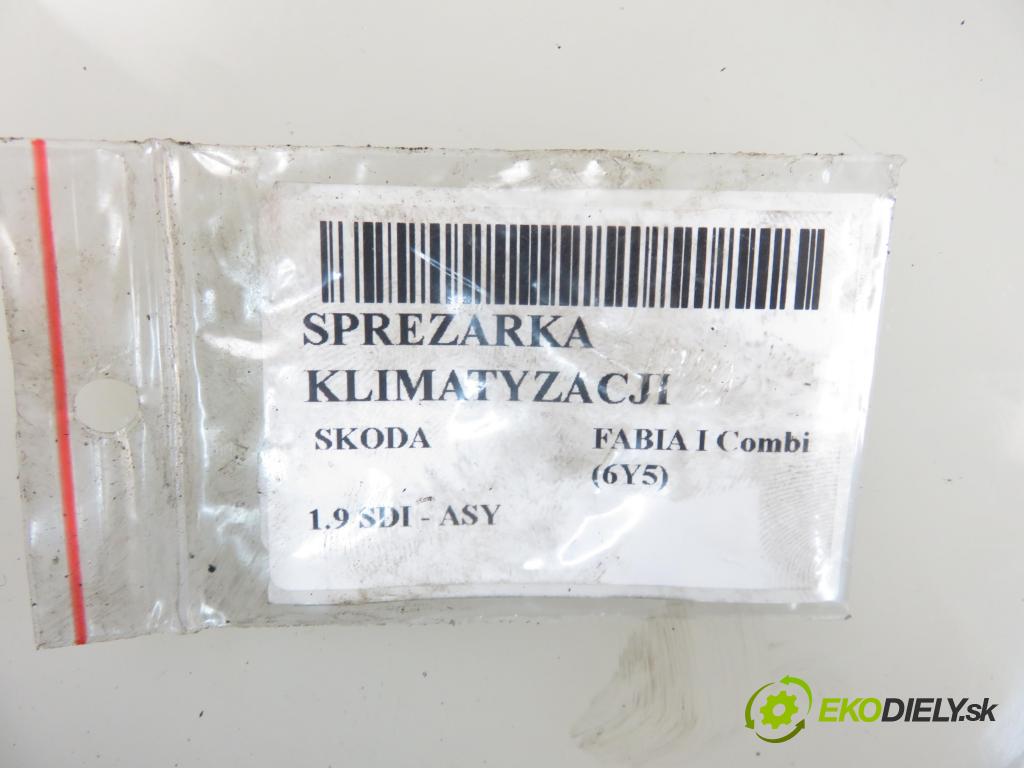 SPREZARKA
KLIMATYZACJI
SKODA FABIA I Combi
(6Y5)
1.9 SDI - ASY
EKODIELY.sk